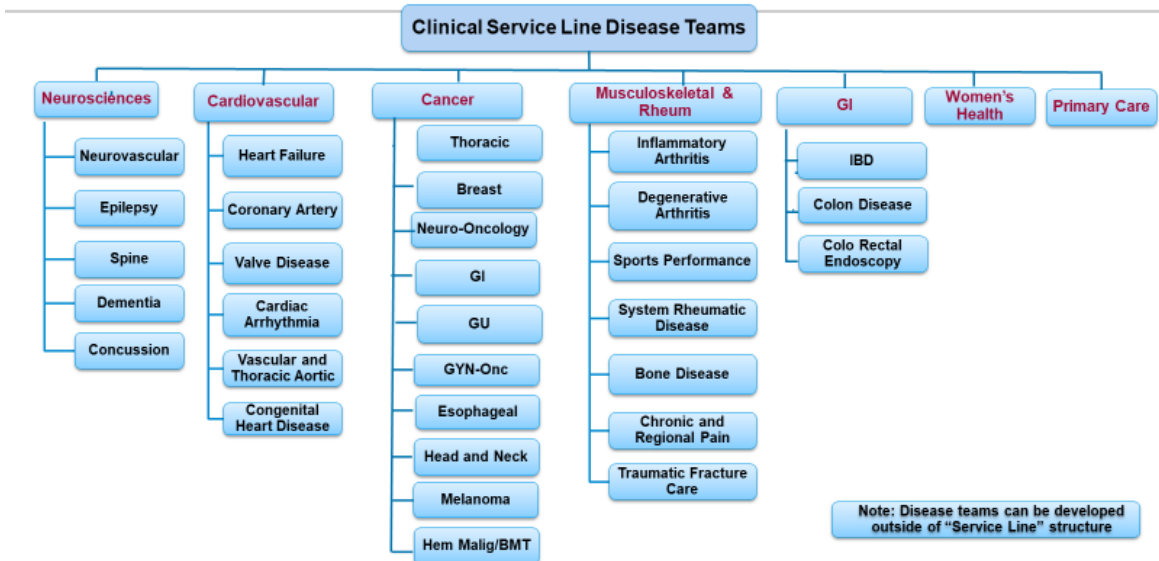 Clinical Service Line Disease Teams
Neurosciences
Neurovascular
Epilepsy
Spine
Dementia
Concussion
Cardiovascular
Heart Failure
Coronary Artery
Valve Disease
Cardiac
Arrhythmia
Vascular and
Thoracic Aortic
Congenital
Heart Disease
Cancer
Thoracic
Breast
Neuro-Oncology
GI
GU
GYN-Onc
Esophageal
Head and Neck
Melanoma
Hem Malig/BMT
Musculoskeletal &
Rheum
Inflammatory
Arthritis
Degenerative
Arthritis
Sports Performance
System Rheumatic
Disease
Bone Disease
Chronic and
Regional Pain
Traumatic Fracture
Care
GI
IBD
Colon Disease
Colo Rectal
Endoscopy
Women's
Health
Primary Care
Note: Disease teams can be developed
outside of “Service Line” structure